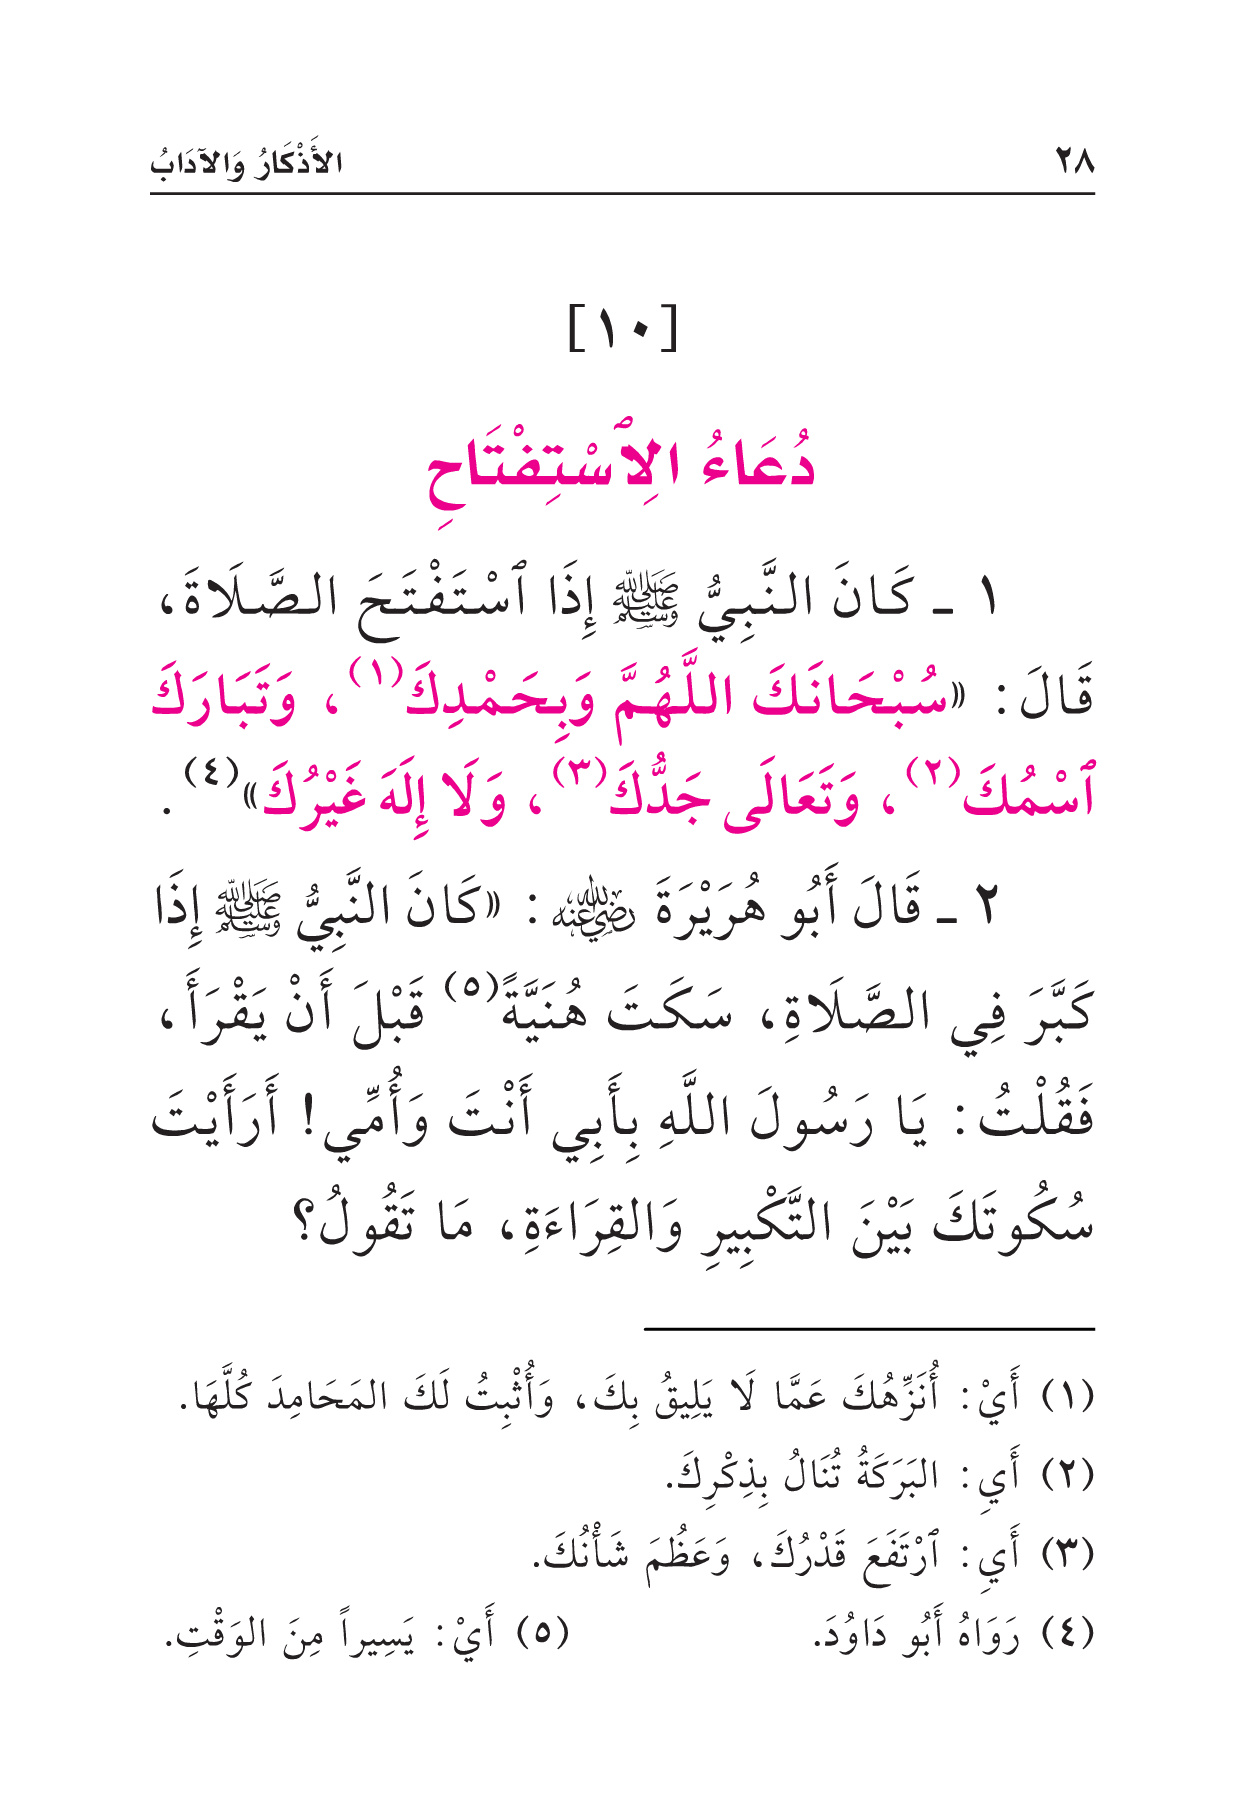 ٢٨ الأَذْكَارُ وَالآدَابُ
[١٠]
دُعَاءُ الِٱسْتِفْتَاحِ
١ ـ كَانَ النَّبِيُّ ﷺ إِذَا ٱسْتَفْتَحَ الصَّلَاةَ،
قَالَ: «سُبْحَانَكَ اللَّهُمَّ وَبِحَمْدِكَ(١)، وَتَبَارَكَ
ٱسْمُكَ(٢)، وَتَعَالَى جَدُّكَ(٣)، وَلَا إِلَهَ غَيْرُكَ»(٤).
٢ ـ قَالَ أَبُو هُرَيْرَةَ رضي الله عنه: «كَانَ النَّبِيُّ ﷺ إِذَا
كَبَّرَ فِي الصَّلَاةِ، سَكَتَ هُنَيَّةً(٥) قَبْلَ أَنْ يَقْرَأَ،
فَقُلْتُ: يَا رَسُولَ اللَّهِ بِأَبِي أَنْتَ وَأُمِّي! أَرَأَيْتَ
سُكُوتَكَ بَيْنَ التَّكْبِيرِ وَالقِرَاءَةِ، مَا تَقُولُ؟
(١) أَيْ: أُنَزِّهُكَ عَمَّا لَا يَلِيقُ بِكَ، وَأُثْبِتُ لَكَ المَحَامِدَ كُلَّهَا.
(٢) أَيِ: البَرَكَةُ تُنَالُ بِذِكْرِكَ.
(٣) أَيِ: ٱرْتَفَعَ قَدْرُكَ، وَعَظُمَ شَأْنُكَ.
(٤) رَوَاهُ أَبُو دَاوُدَ. (٥) أَيْ: يَسِيراً مِنَ الوَقْتِ.